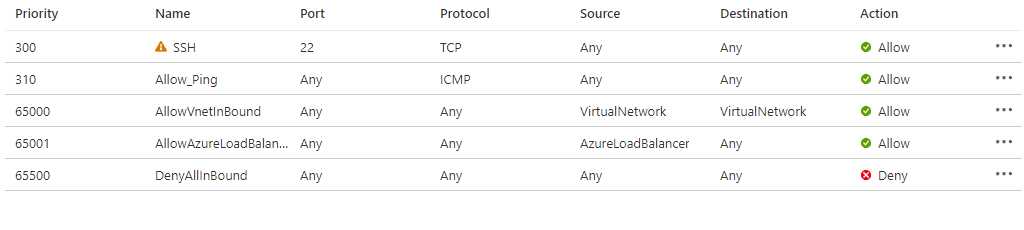 Priority Name Port Protocol Source Destination Action
300 SSH 22 TCP Any Any Allow ...
310 Allow_Ping Any ICMP Any Any Allow ...
65000 AllowVnetInBound Any Any VirtualNetwork VirtualNetwork Allow ...
65001 AllowAzureLoadBalan... Any Any AzureLoadBalancer Any Allow ...
65500 DenyAllInBound Any Any Any Any Deny ...